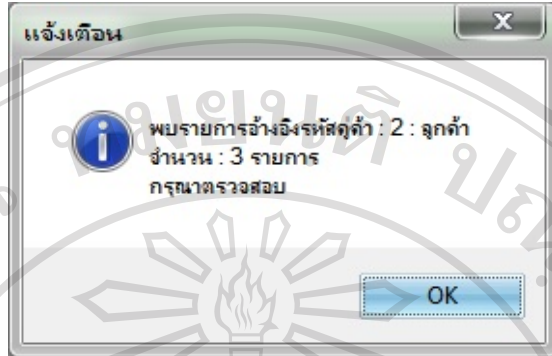 แจ้งเตือน
พบรายการอ้างอิงรหัสคู่ค้า : 2 : ลูกค้า
จำนวน : 3 รายการ
กรุณาตรวจสอบ
OK